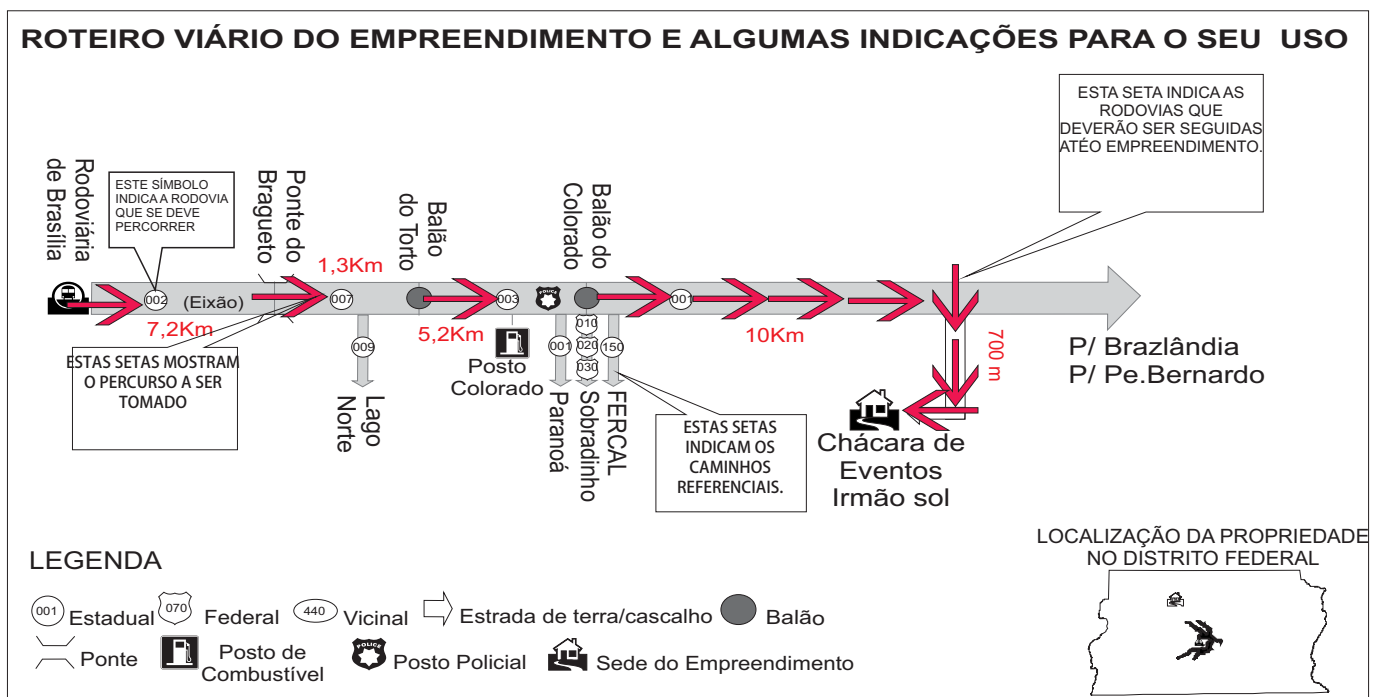 ROTEIRO VIÁRIO DO EMPREENDIMENTO E ALGUMAS INDICAÇÕES PARA O SEU USO
ESTA SETA INDICA AS
RODOVIAS QUE
DEVERÃO SER SEGUIDAS
ATÉO EMPREENDIMENTO.
Rodoviária
de Brasília
ESTE SÍMBOLO
INDICA A RODOVIA
QUE SE DEVE
PERCORRER
Ponte do
Bragueto
Balão
do Torto
Balão do
Colorado
1,3Km
002
(Eixão)
007
003
POLICE
001
7,2Km
5,2Km
10Km
700 m
010
020
030
009
001
150
ESTAS SETAS MOSTRAM
O PERCURSO A SER
TOMADO
Lago
Norte
Posto
Colorado
Paranoá
Sobradinho
FERCAL
ESTAS SETAS
INDICAM OS
CAMINHOS
REFERENCIAIS.
P/ Brazlândia
P/ Pe.Bernardo
Chácara de
Eventos
Irmão sol
LEGENDA
001 Estadual
070 Federal
440 Vicinal
Estrada de terra/cascalho
Balão
Ponte
Posto de
Combustível
POLICE
Posto Policial
Sede do Empreendimento
LOCALIZAÇÃO DA PROPRIEDADE
NO DISTRITO FEDERAL